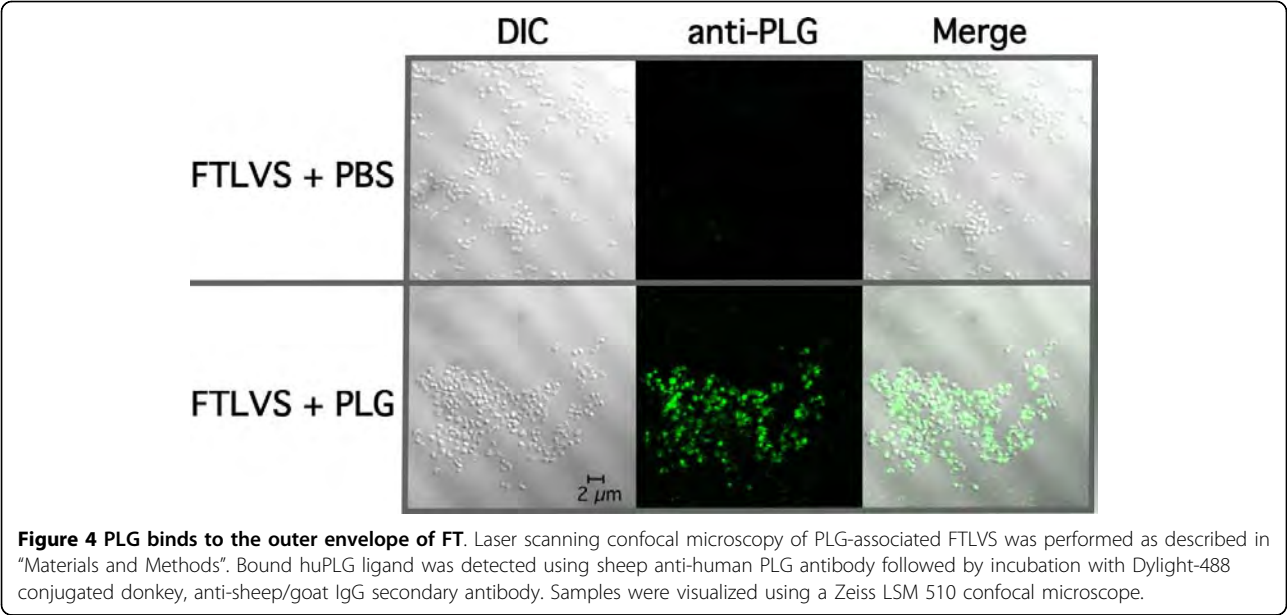 DIC anti-PLG Merge
FTLVS + PBS
FTLVS + PLG
2 µm
Figure 4 PLG binds to the outer envelope of FT. Laser scanning confocal microscopy of PLG-associated FTLVS was performed as described in
"Materials and Methods". Bound huPLG ligand was detected using sheep anti-human PLG antibody followed by incubation with Dylight-488
conjugated donkey, anti-sheep/goat IgG secondary antibody. Samples were visualized using a Zeiss LSM 510 confocal microscope.